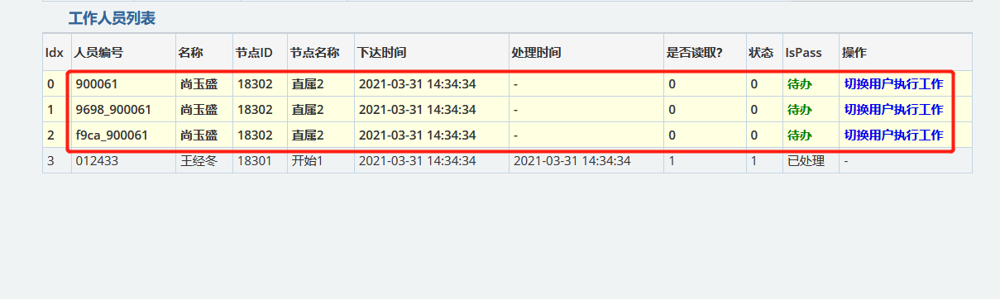 工作人员列表
Idx 人员编号 名称 节点ID 节点名称 下达时间 处理时间 是否读取? 状态 IsPass 操作
0 900061 尚玉盛 18302 直属2 2021-03-31 14:34:34 - 0 0 待办 切换用户执行工作
1 9698_900061 尚玉盛 18302 直属2 2021-03-31 14:34:34 - 0 0 待办 切换用户执行工作
2 f9ca_900061 尚玉盛 18302 直属2 2021-03-31 14:34:34 - 0 0 待办 切换用户执行工作
3 012433 王经冬 18301 开始1 2021-03-31 14:34:34 2021-03-31 14:34:34 1 1 已处理 -